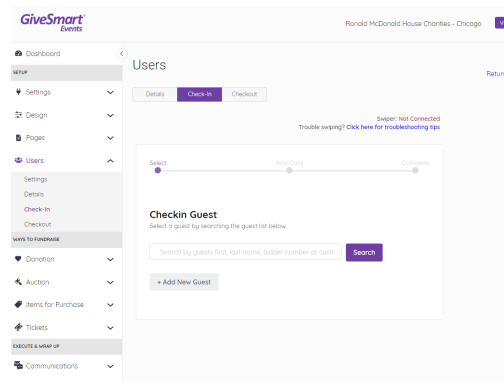 GiveSmart
Events
Ronald McDonald House Charities - Chicago
Dashboard
Users
SETUP
Return
Settings
Details Check-In Checkout
Design
Swiper: Not Connected
Trouble swiping? Click here for troubleshooting tips
Pages
Users
Select Add Card Complete
Settings
Details
Check-In
Checkout
Checkin Guest
Select a guest by searching the guest list below.
WAYS TO FUNDRAISE
Search by guests first, last name, bidder number or cust
Search
Donation
Auction
+ Add New Guest
Items for Purchase
Tickets
EXECUTE & WRAP UP
Communications